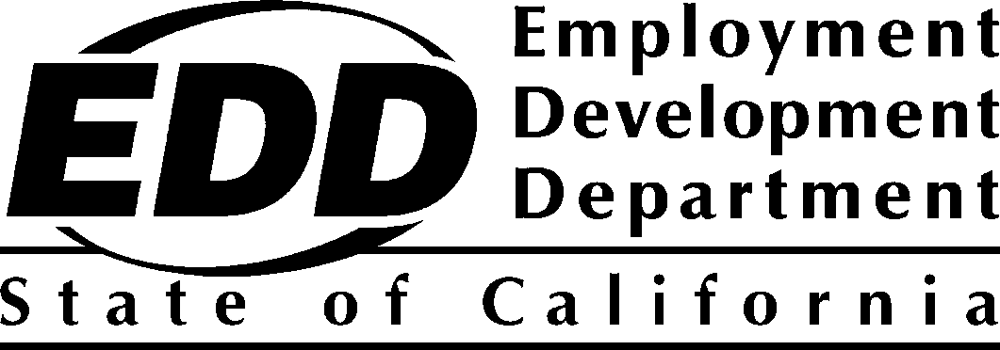 EDD
Employment
Development
Department
State of California